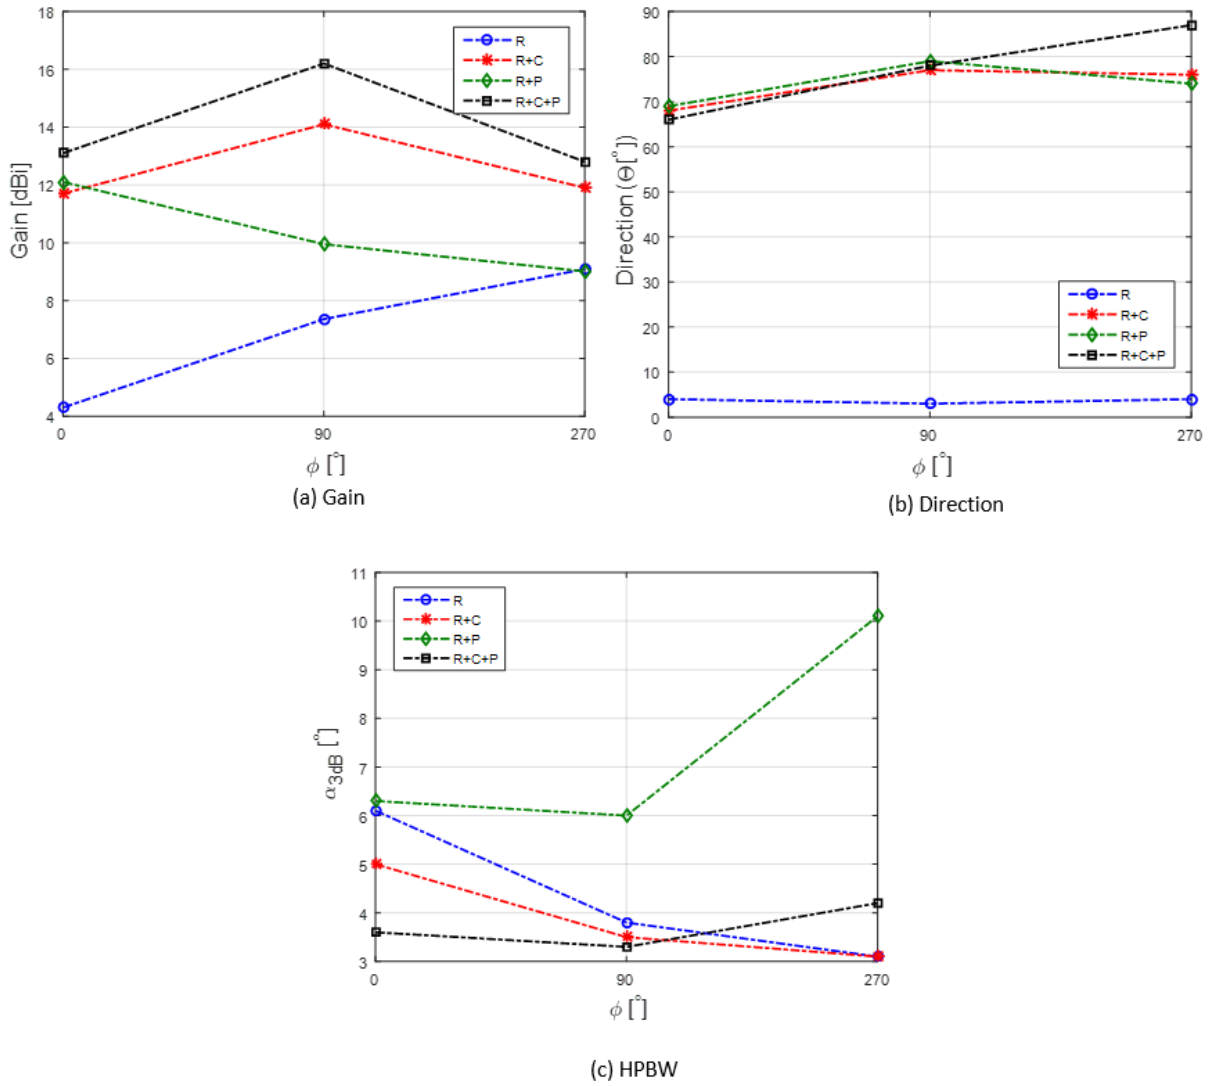 18
16
14
12
10
8
6
4
Gain [dBi]
R
R+C
R+P
R+C+P
0
90
270
ϕ [°]
(a) Gain
90
80
70
60
50
40
30
20
10
0
Direction (Θ[°])
R
R+C
R+P
R+C+P
0
90
270
ϕ [°]
(b) Direction
11
10
9
8
7
6
5
4
3
α3dB [°]
R
R+C
R+P
R+C+P
0
90
270
ϕ [°]
(c) HPBW